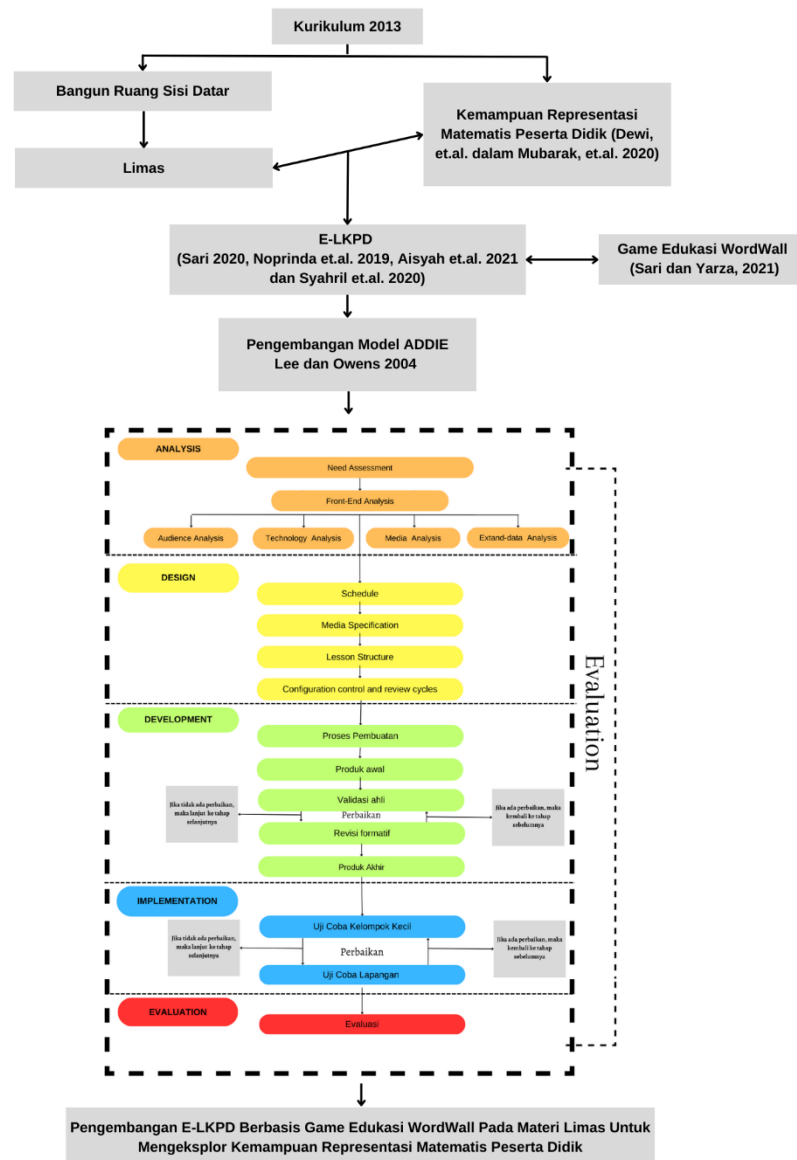 Kurikulum 2013
Bangun Ruang Sisi Datar
Kemampuan Representasi
Matematis Peserta Didik (Dewi,
et.al. dalam Mubarak, et.al. 2020)
Limas
E-LKPD
(Sari 2020, Noprinda et.al. 2019, Aisyah et.al. 2021
dan Syahril et.al. 2020)
Game Edukasi WordWall
(Sari dan Yarza, 2021)
Pengembangan Model ADDIE
Lee dan Owens 2004
ANALYSIS
Need Assessment
Front-End Analysis
Audience Analysis
Technology Analysis
Media Analysis
Extand-data Analysis
DESIGN
Schedule
Media Specification
Lesson Structure
Configuration control and review cycles
Evaluation
DEVELOPMENT
Proses Pembuatan
Produk awal
Validasi ahli
Jika tidak ada perbaikan,
maka lanjut ke tahap
selanjutnya
Perbaikan
Jika ada perbaikan, maka
kembali ke tahap
sebelumnya
Revisi formatif
Produk Akhir
IMPLEMENTATION
Uji Coba Kelompok Kecil
Jika tidak ada perbaikan,
maka lanjut ke tahap
selanjutnya
Perbaikan
Jika ada perbaikan, maka
kembali ke tahap
sebelumnya
Uji Coba Lapangan
EVALUATION
Evaluasi
Pengembangan E-LKPD Berbasis Game Edukasi WordWall Pada Materi Limas Untuk
Mengeksplor Kemampuan Representasi Matematis Peserta Didik